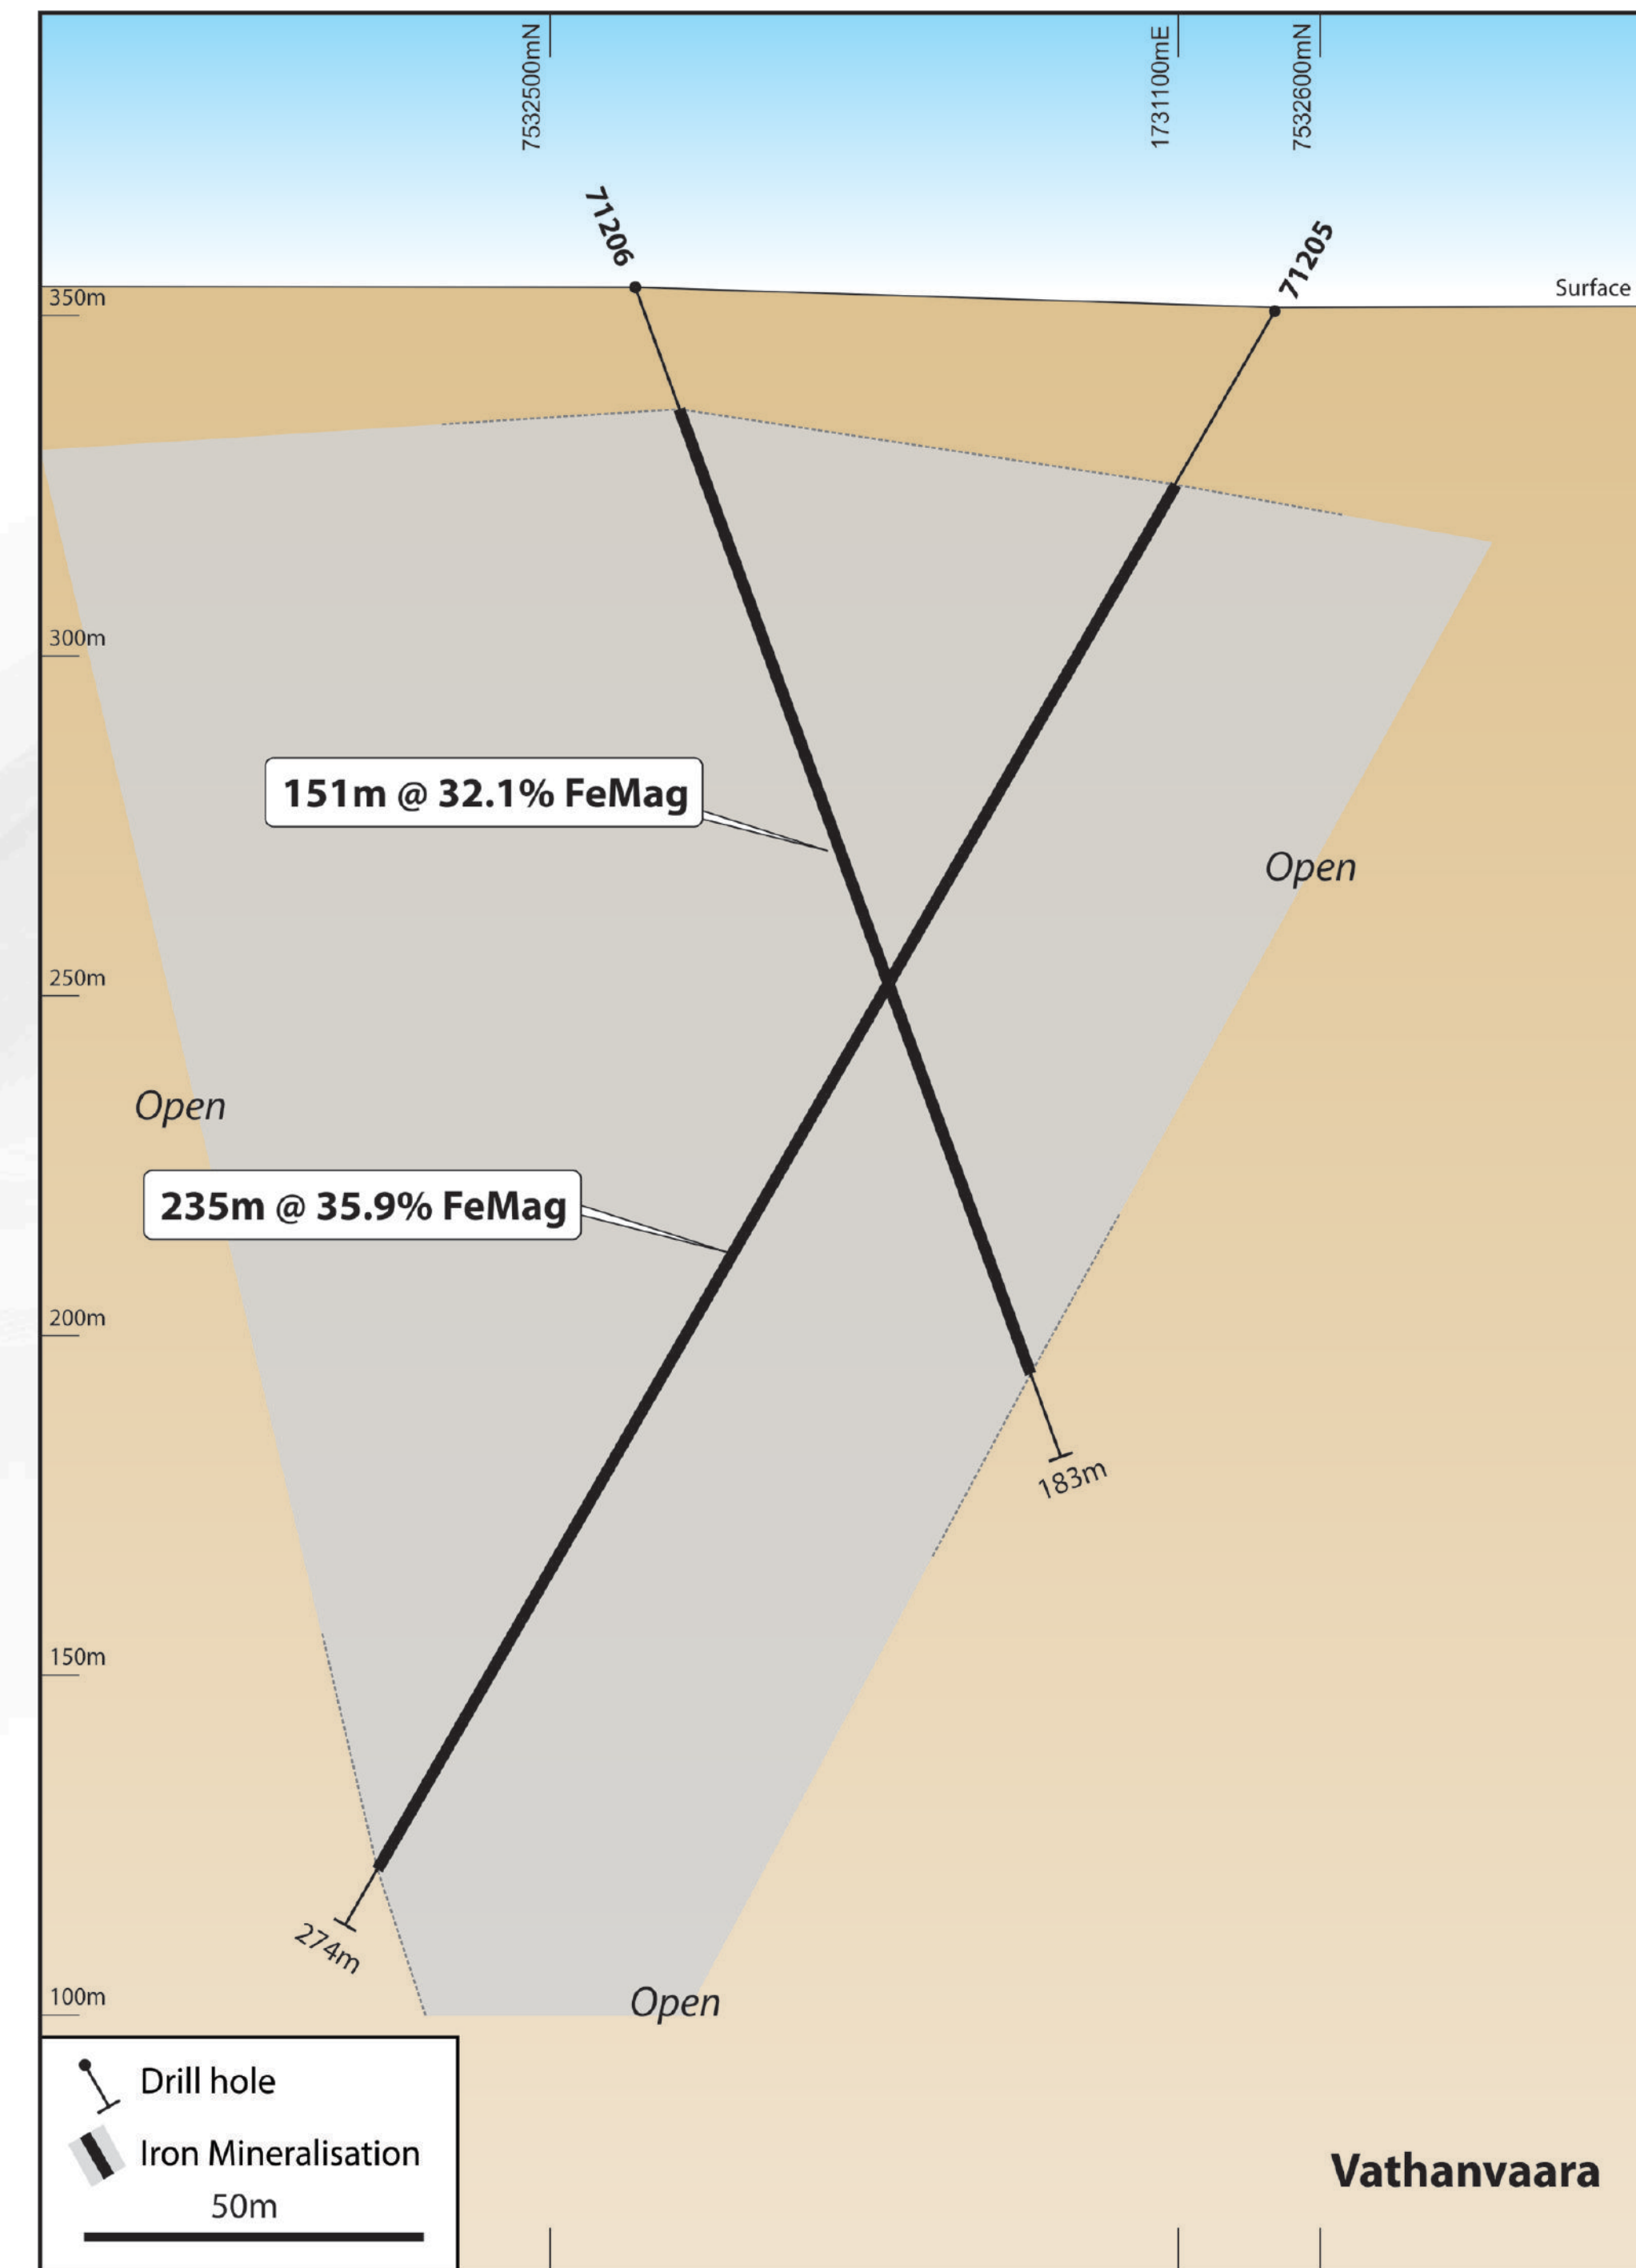 7532500mN
1731100mE
7532600mN
71206
71205
Surface
350m
300m
151m @ 32.1% FeMag
Open
250m
Open
235m @ 35.9% FeMag
200m
183m
150m
274m
100m
Open
Drill hole
Iron Mineralisation
50m
Vathanvaara